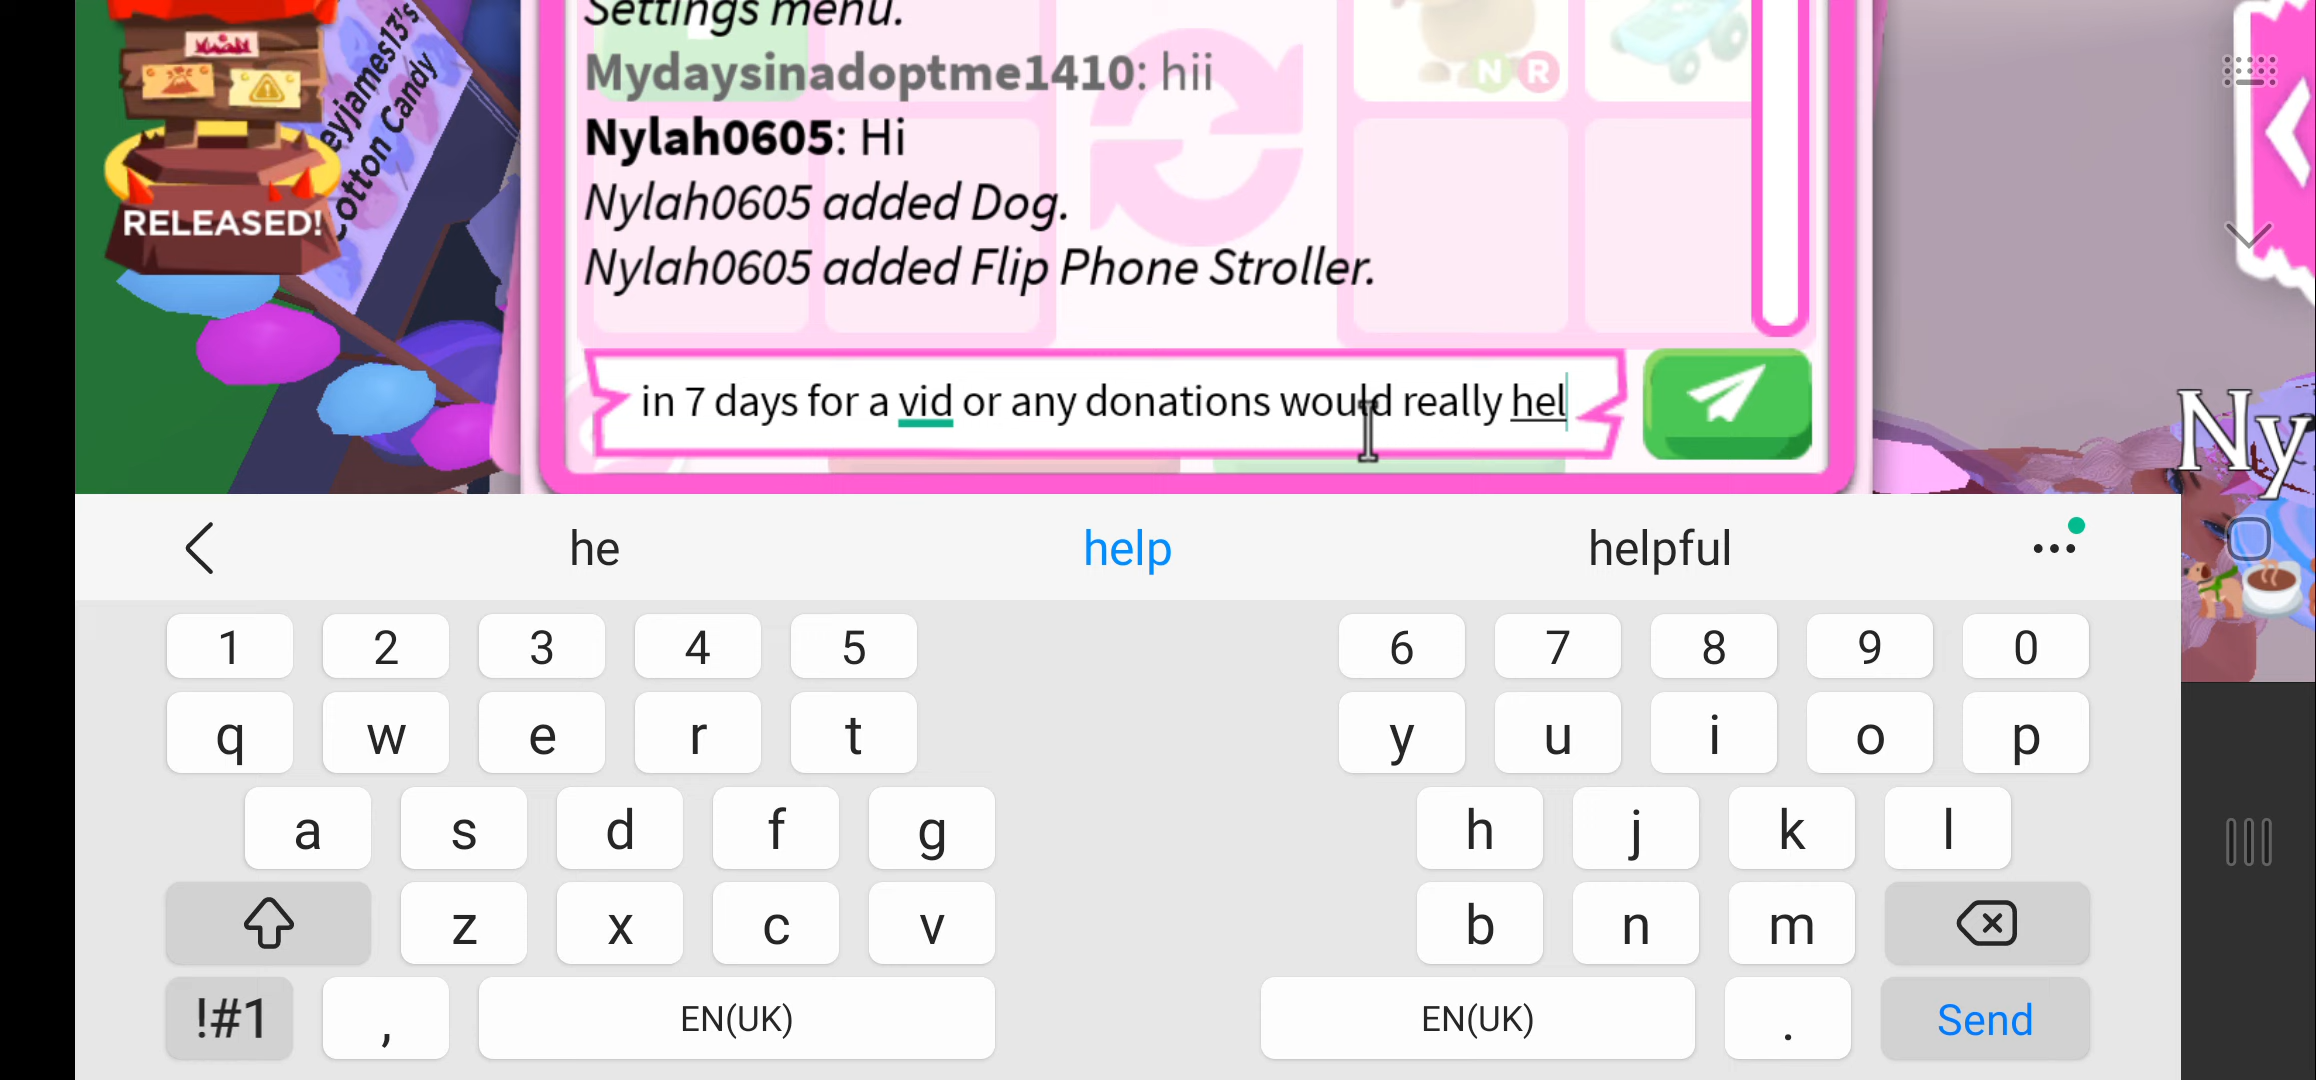 Settings menu.
Mydaysinadoptme1410: hii
Nylah0605: Hi
Nylah0605 added Dog.
Nylah0605 added Flip Phone Stroller.
N R
eyjames13's
Cotton Candy
RELEASED!
in 7 days for a vid or any donations would really hel
Ny
he help helpful
1 2 3 4 5 6 7 8 9 0
q w e r t y u i o p
a s d f g h j k l
z x c v b n m
!#1 , EN(UK) EN(UK) . Send